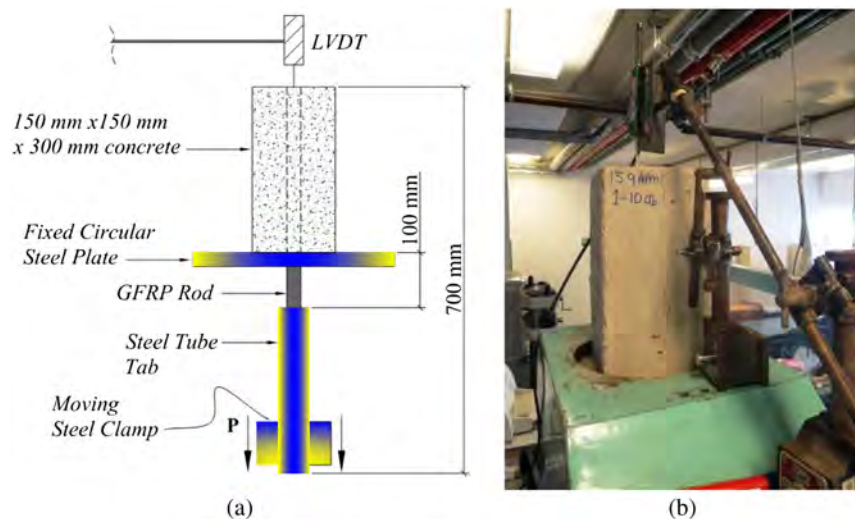 LVDT
150 mm x150 mm
x 300 mm concrete
Fixed Circular
Steel Plate
GFRP Rod
100 mm
700 mm
Steel Tube
Tab
Moving
Steel Clamp
P
(a)
(b)